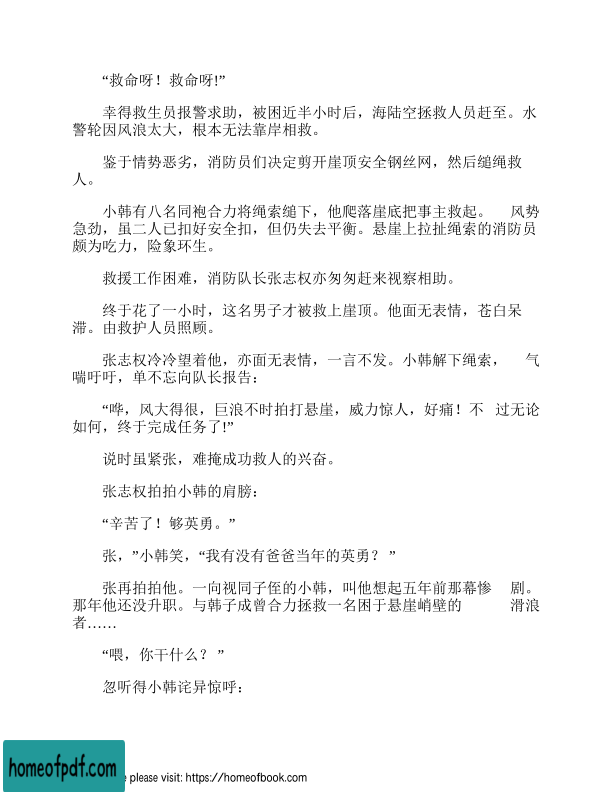 “救命呀！救命呀!”
幸得救生员报警求助，被困近半小时后，海陆空拯救人员赶至。水
警轮因风浪太大，根本无法靠岸相救。
鉴于情势恶劣，消防员们决定剪开崖顶安全钢丝网，然后缒绳救
人。
小韩有八名同袍合力将绳索缒下，他爬落崖底把事主救起。 风势
急劲，虽二人已扣好安全扣，但仍失去平衡。悬崖上拉扯绳索的消防员
颇为吃力，险象环生。
救援工作困难，消防队长张志权亦匆匆赶来视察相助。
终于花了一小时，这名男子才被救上崖顶。他面无表情，苍白呆
滞。由救护人员照顾。
张志权冷冷望着他，亦面无表情，一言不发。小韩解下绳索， 气
喘吁吁，单不忘向队长报告：
“哗，风大得很，巨浪不时拍打悬崖，威力惊人，好痛！不 过无论
如何，终于完成任务了!”
说时虽紧张，难掩成功救人的兴奋。
张志权拍拍小韩的肩膀：
“辛苦了！够英勇。”
张，”小韩笑，“我有没有爸爸当年的英勇？ ”
张再拍拍他。一向视同子侄的小韩，叫他想起五年前那幕惨 剧。
那年他还没升职。与韩子成曾合力拯救一名困于悬崖峭壁的 滑浪
者……
“喂，你干什么？ ”
忽听得小韩诧异惊呼：
homeofpdf.com
e please visit: https://homeofbook.com